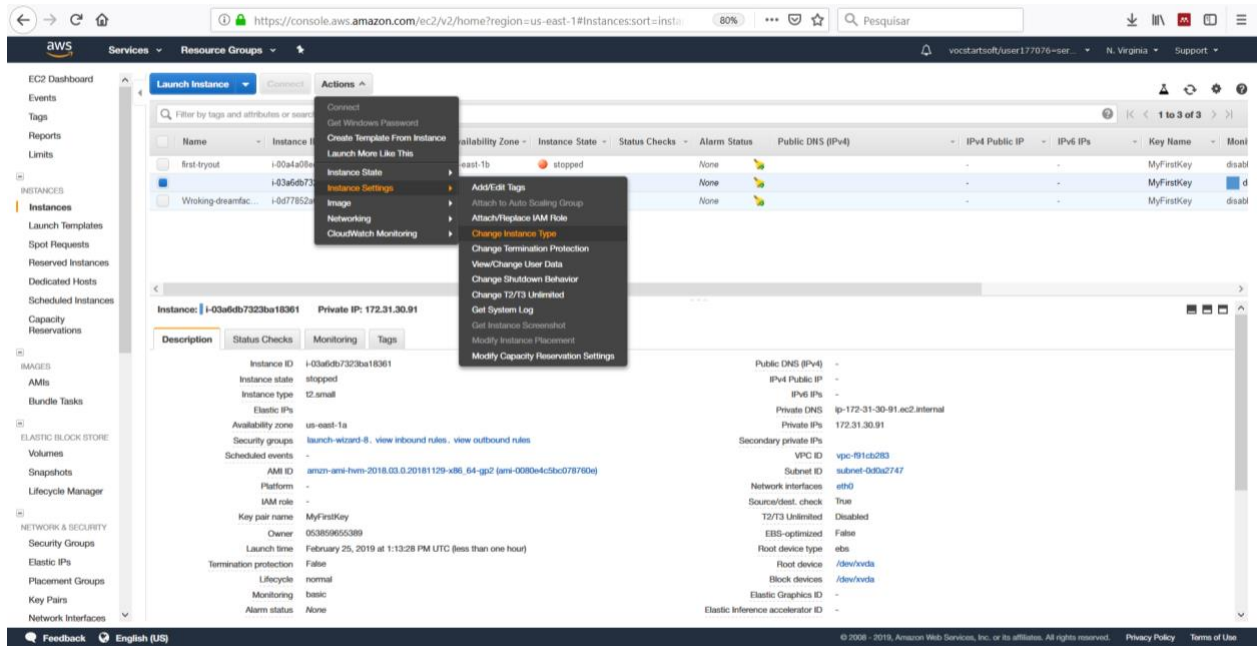 https://console.aws.amazon.com/ec2/v2/home?region=us-east-1#Instances:sort=insta 80% Pesquisar
aws Services Resource Groups vocstartsoft/user177076=ser... N. Virginia Support
EC2 Dashboard
Events
Tags
Reports
Limits
INSTANCES
Instances
Launch Templates
Spot Requests
Reserved Instances
Dedicated Hosts
Scheduled Instances
Capacity
Reservations
IMAGES
AMIs
Bundle Tasks
ELASTIC BLOCK STORE
Volumes
Snapshots
Lifecycle Manager
NETWORK & SECURITY
Security Groups
Elastic IPs
Placement Groups
Key Pairs
Network Interfaces
Launch Instance Connect Actions
Filter by tags and attributes or search 1 to 3 of 3
Name Instance I vailability Zone Instance State Status Checks Alarm Status Public DNS (IPv4) IPv4 Public IP IPv6 IPs Key Name Moni
first-tryout i-00a4a08e -east-1b stopped None - - MyFirstKey disabl
i-03a6db73 None - - MyFirstKey d
Wroking-dreamfac... i-0d77852a None - - MyFirstKey disabl
Connect
Get Windows Password
Create Template From Instance
Launch More Like This
Instance State
Instance Settings
Image
Networking
CloudWatch Monitoring
Add/Edit Tags
Attach to Auto Scaling Group
Attach/Replace IAM Role
Change Instance Type
Change Termination Protection
View/Change User Data
Change Shutdown Behavior
Change T2/T3 Unlimited
Get System Log
Get Instance Screenshot
Modify Instance Placement
Modify Capacity Reservation Settings
Instance: i-03a6db7323ba18361 Private IP: 172.31.30.91
Description Status Checks Monitoring Tags
Instance ID i-03a6db7323ba18361
Instance state stopped
Instance type t2.small
Elastic IPs
Availability zone us-east-1a
Security groups launch-wizard-8. view inbound rules. view outbound rules
Scheduled events -
AMI ID amzn-ami-hvm-2018.03.0.20181129-x86_64-gp2 (ami-0080e4c5bc078760e)
Platform -
IAM role -
Key pair name MyFirstKey
Owner 053859655389
Launch time February 25, 2019 at 1:13:28 PM UTC (less than one hour)
Termination protection False
Lifecycle normal
Monitoring basic
Alarm status None
Public DNS (IPv4) -
IPv4 Public IP -
IPv6 IPs -
Private DNS ip-172-31-30-91.ec2.internal
Private IPs 172.31.30.91
Secondary private IPs
VPC ID vpc-f91cb283
Subnet ID subnet-0d0a2747
Network interfaces eth0
Source/dest. check True
T2/T3 Unlimited Disabled
EBS-optimized False
Root device type ebs
Root device /dev/xvda
Block devices /dev/xvda
Elastic Graphics ID -
Elastic Inference accelerator ID -
Feedback English (US) © 2008 - 2019, Amazon Web Services, Inc. or its affiliates. All rights reserved. Privacy Policy Terms of Use